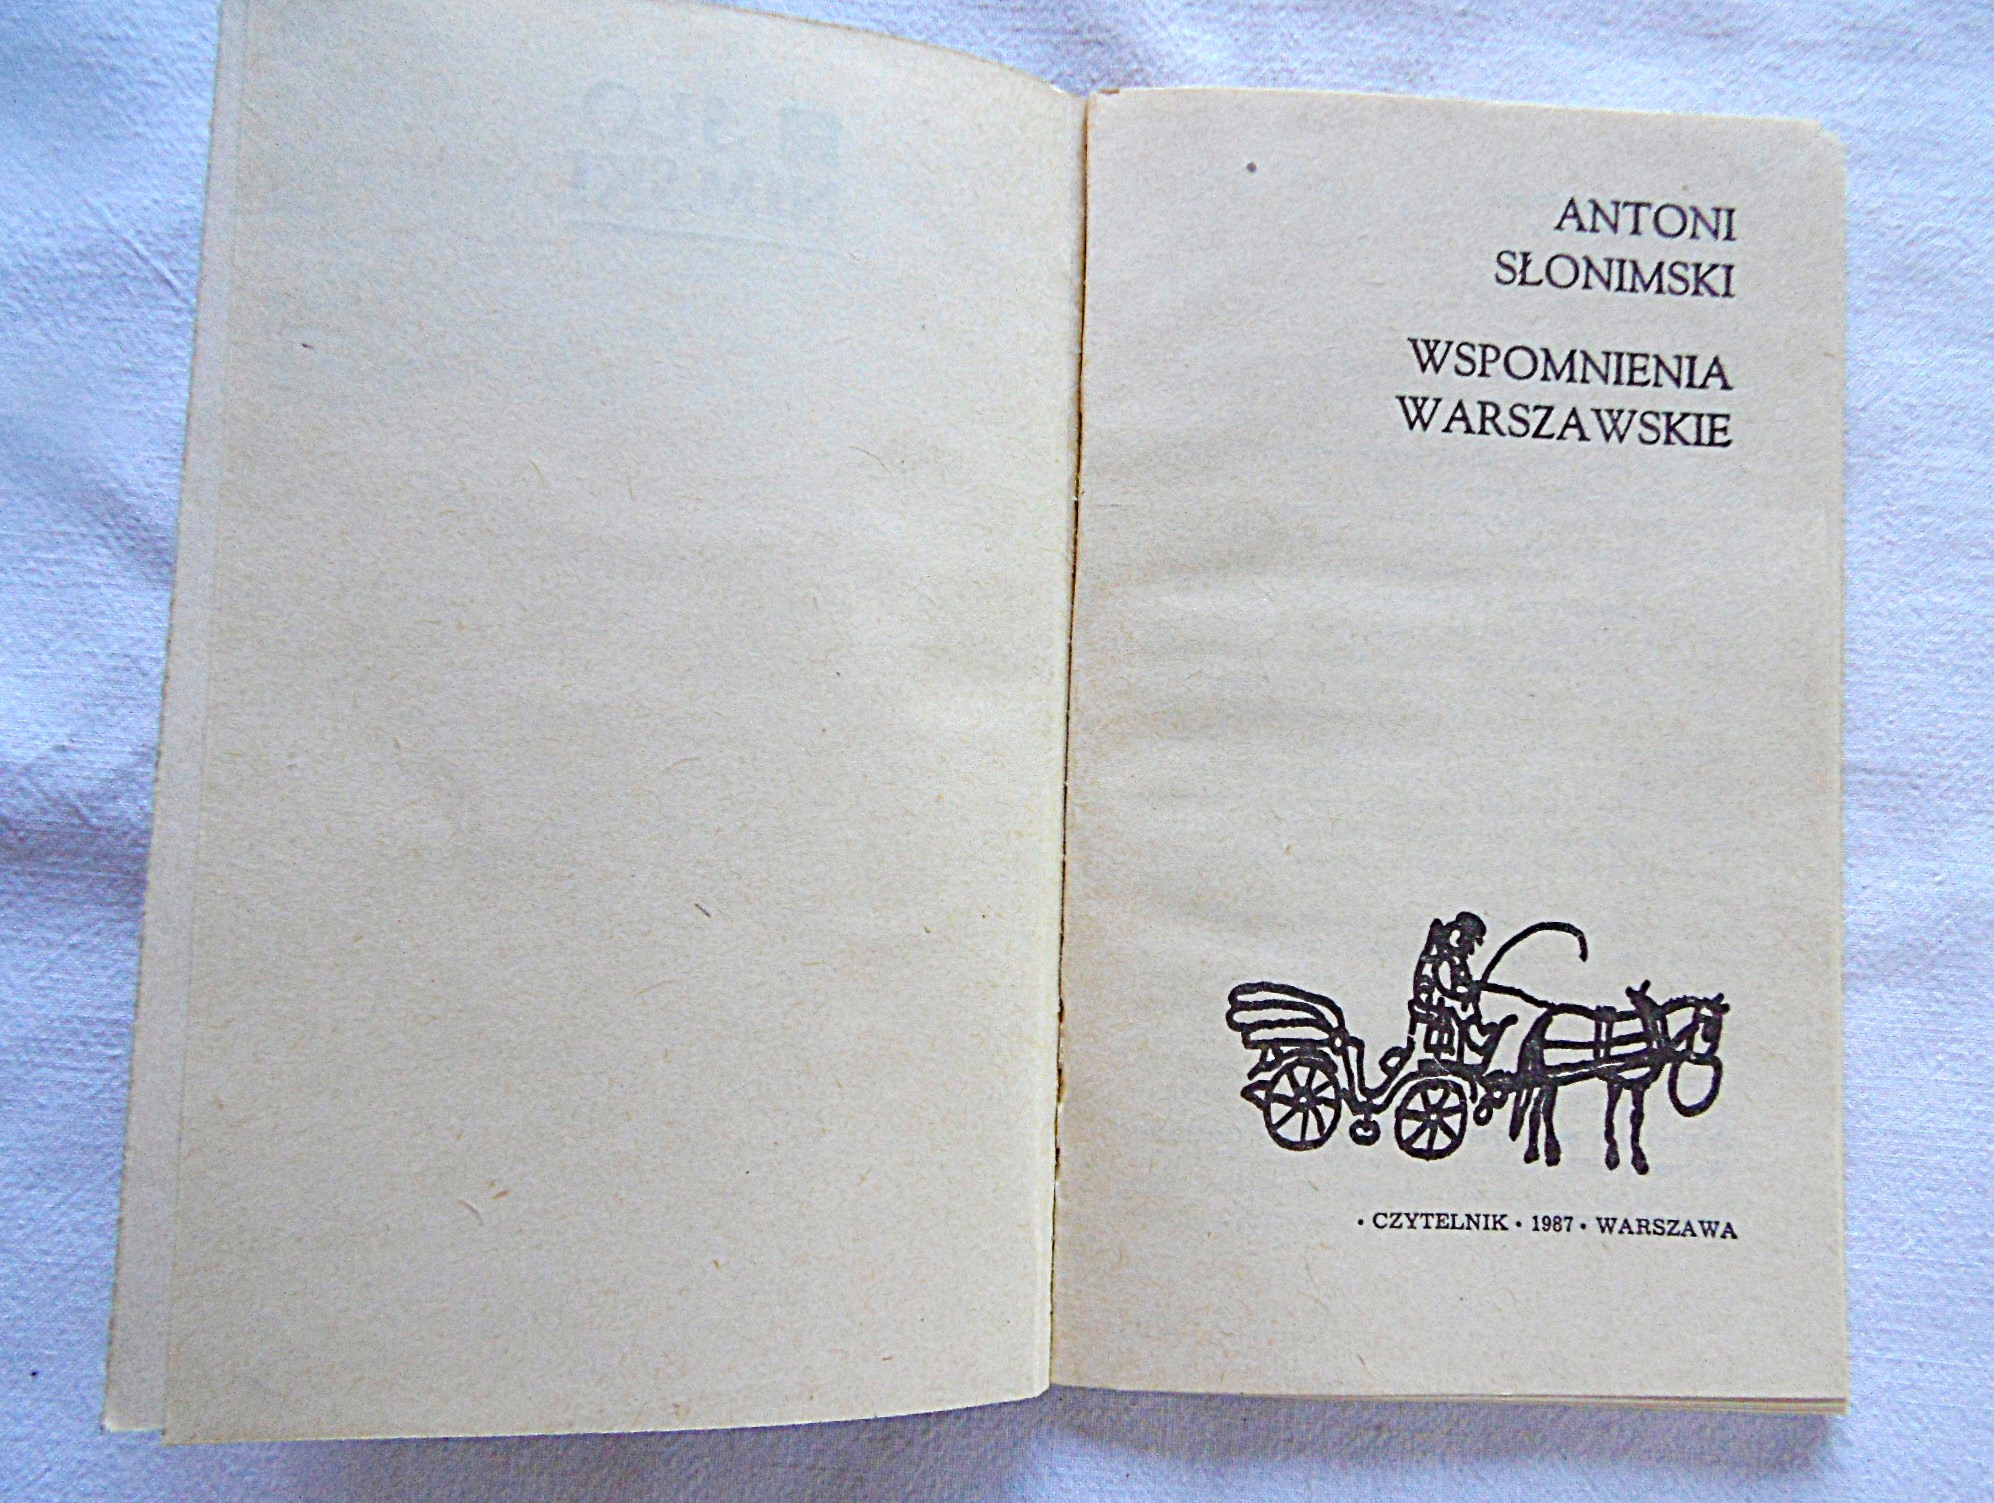 ANTONI
SŁONIMSKI
WSPOMNIENIA
WARSZAWSKIE
• CZYTELNIK • 1987 • WARSZAWA